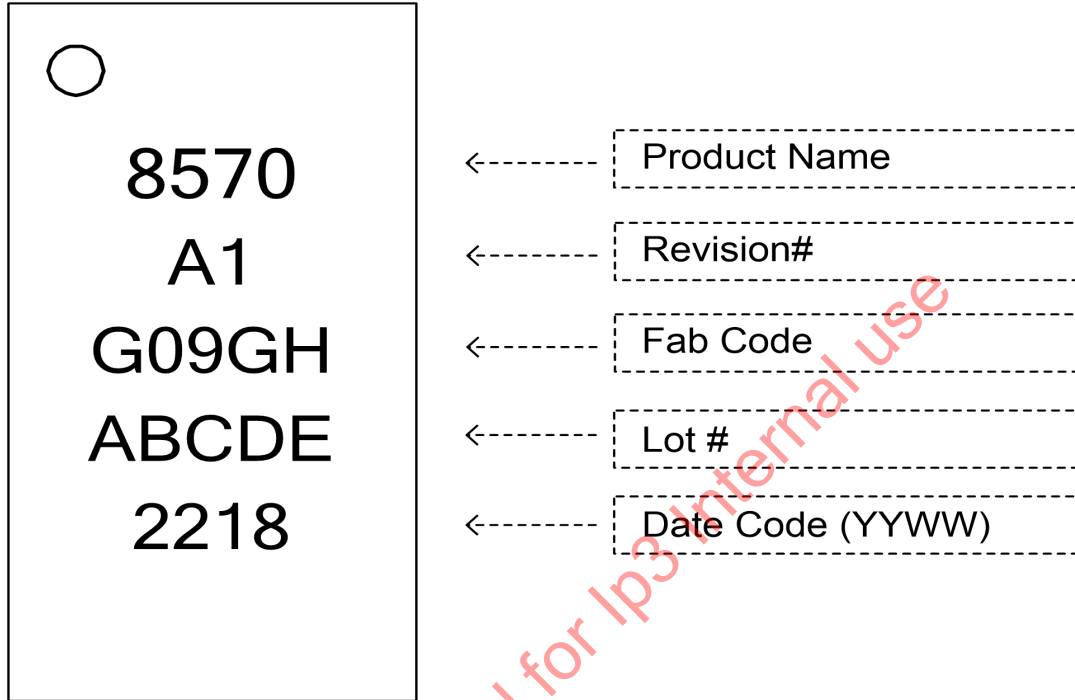 8570
A1
G09GH
ABCDE
2218
Product Name
Revision#
Fab Code
Lot #
Date Code (YYWW)
for Ip3 Internal use